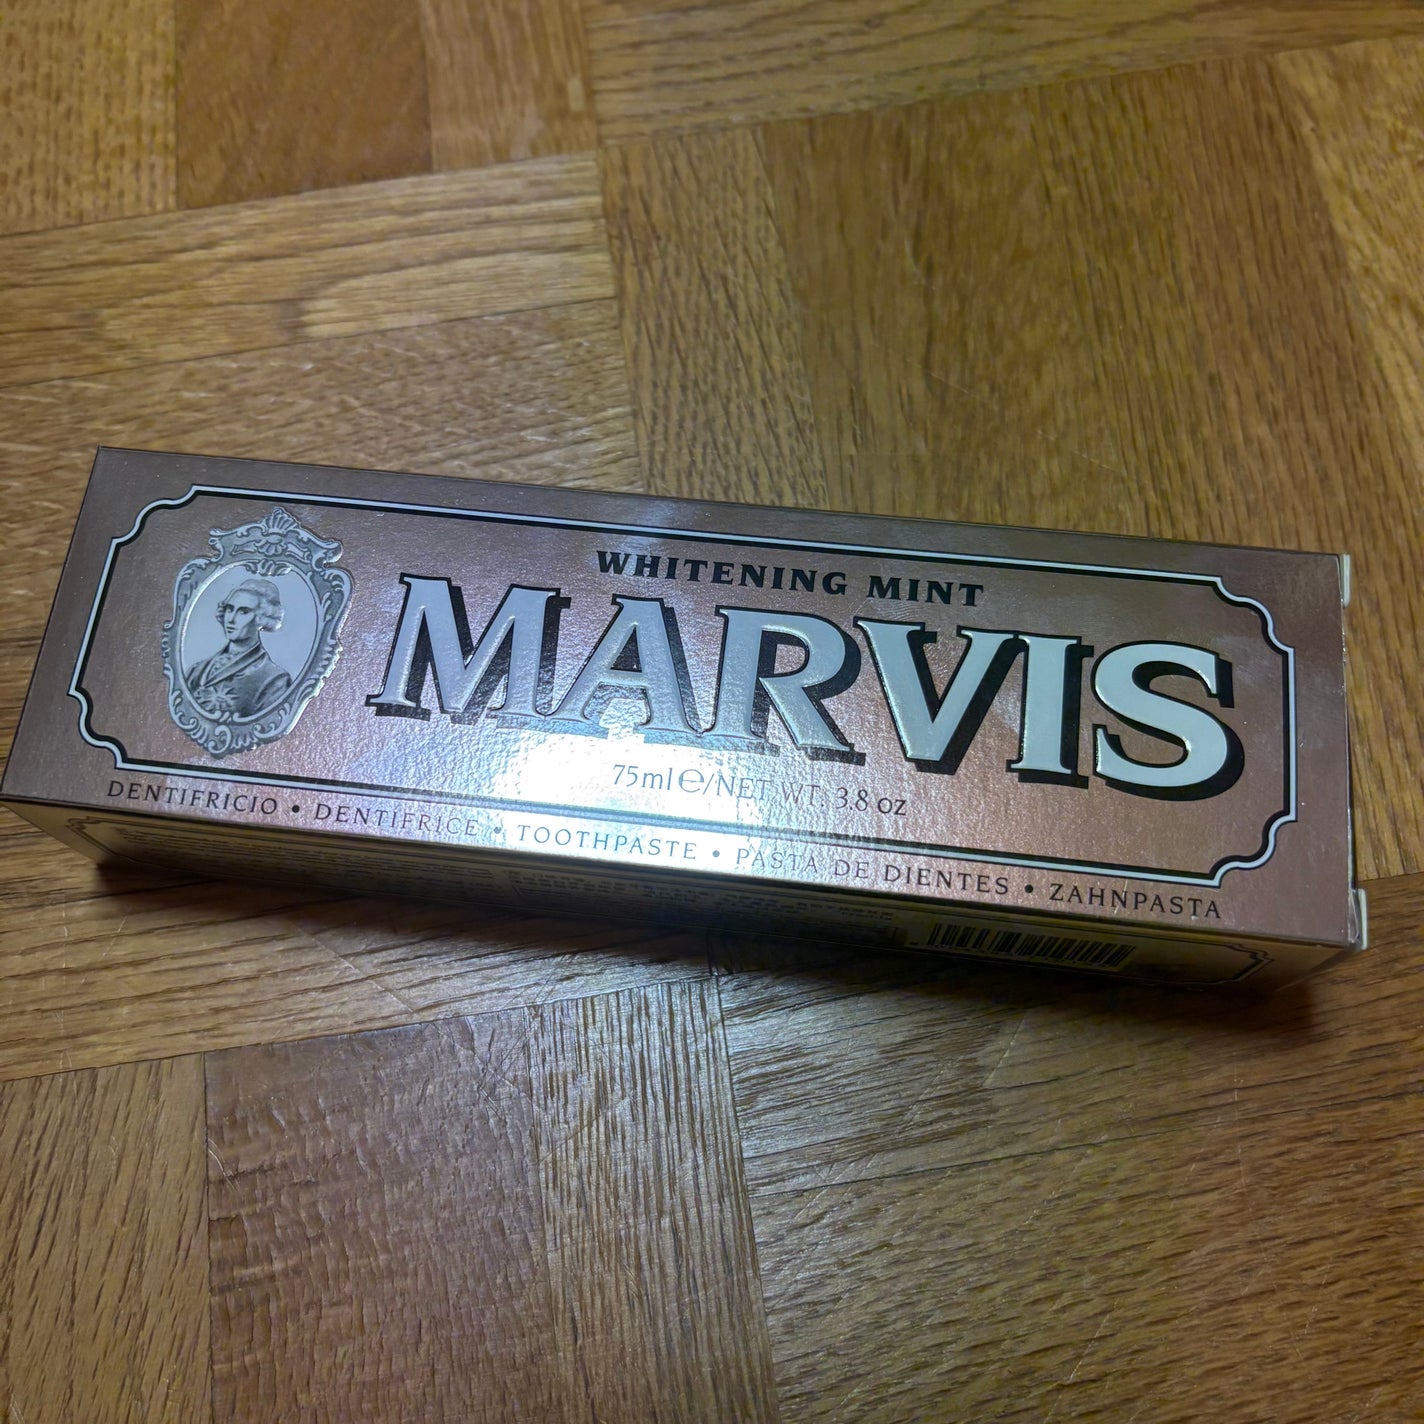 WHITENING MINT
MARVIS
75ml ℮/NET WT. 3.8 oz
DENTIFRICIO • DENTIFRICE • TOOTHPASTE • PASTA DE DIENTES • ZAHNPASTA